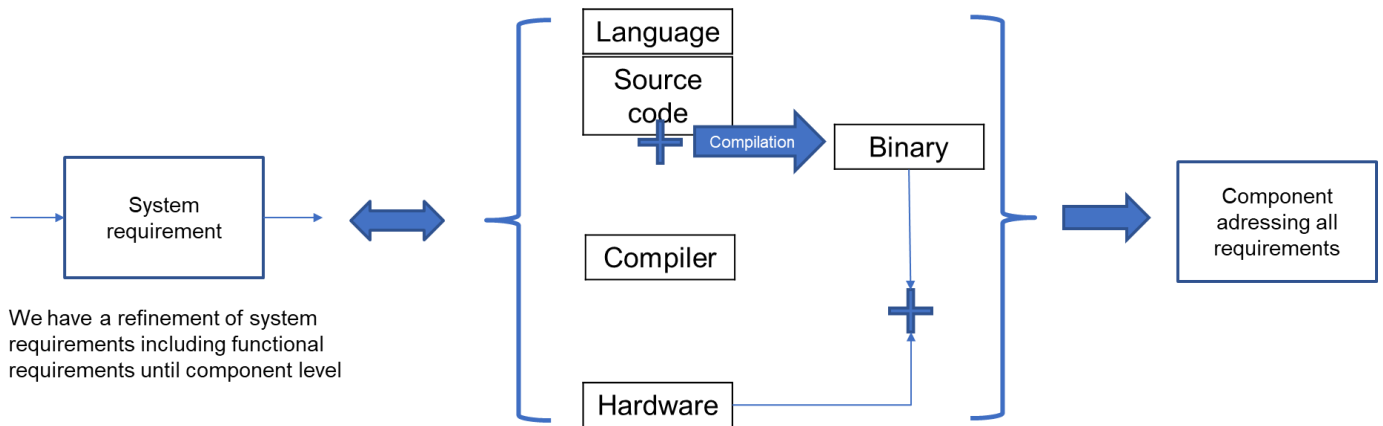 System
requirement
We have a refinement of system
requirements including functional
requirements until component level
Language
Source
code
Compilation
Binary
Compiler
Hardware
Component
adressing all
requirements